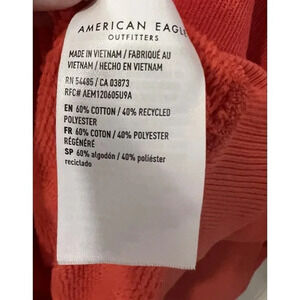 AMERICAN EAGLE
OUTFITTERS
MADE IN VIETNAM / FABRIQUÉ AU
VIETNAM / HECHO EN VIETNAM
RN 54485 / CA 03873
RFC# AEM120605U9A
EN 60% COTTON / 40% RECYCLED
POLYESTER
FR 60% COTON / 40% POLYESTER
RÉGÉNÉRÉ
SP 60% algodón / 40% poliéster
reciclado